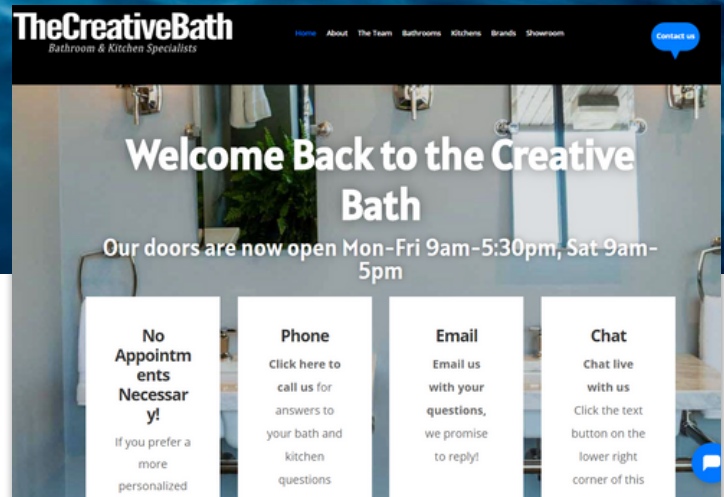 TheCreativeBath
Bathroom & Kitchen Specialists
Home About The Team Bathrooms Kitchens Brands Showroom
Contact us
Welcome Back to the Creative
Bath
Our doors are now open Mon-Fri 9am-5:30pm, Sat 9am-
5pm
No
Appointm
ents
Necessar
y!
If you prefer a
more
personalized
Phone
Click here to
call us for
answers to
your bath and
kitchen
questions
Email
Email us
with your
questions,
we promise
to reply!
Chat
Chat live
with us
Click the text
button on the
lower right
corner of this